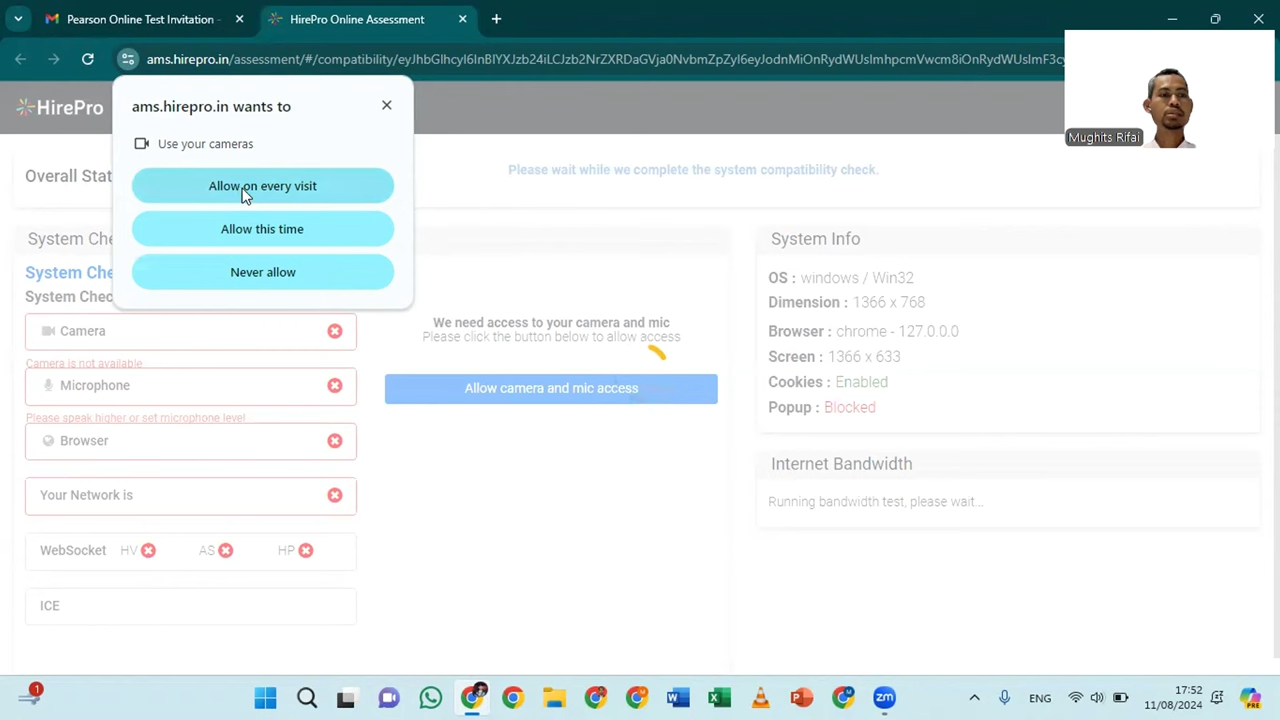 Pearson Online Test Invitation -
HirePro Online Assessment
ams.hirepro.in/assessment/#/compatibility/
HirePro
ams.hirepro.in wants to
Use your cameras
Allow on every visit
Allow this time
Never allow
Mughits Rifai
Overall Stat
Please wait while we complete the system compatibility check.
System Che
System Che
System Chec
Camera
Camera is not available
Microphone
Please speak higher or set microphone level
Browser
Your Network is
WebSocket HV AS HP
ICE
We need access to your camera and mic
Please click the button below to allow access
Allow camera and mic access
System Info
OS : windows / Win32
Dimension : 1366 x 768
Browser : chrome - 127.0.0.0
Screen : 1366 x 633
Cookies : Enabled
Popup : Blocked
Internet Bandwidth
Running bandwidth test, please wait...
1
zm
ENG
17:52
11/08/2024
PRE